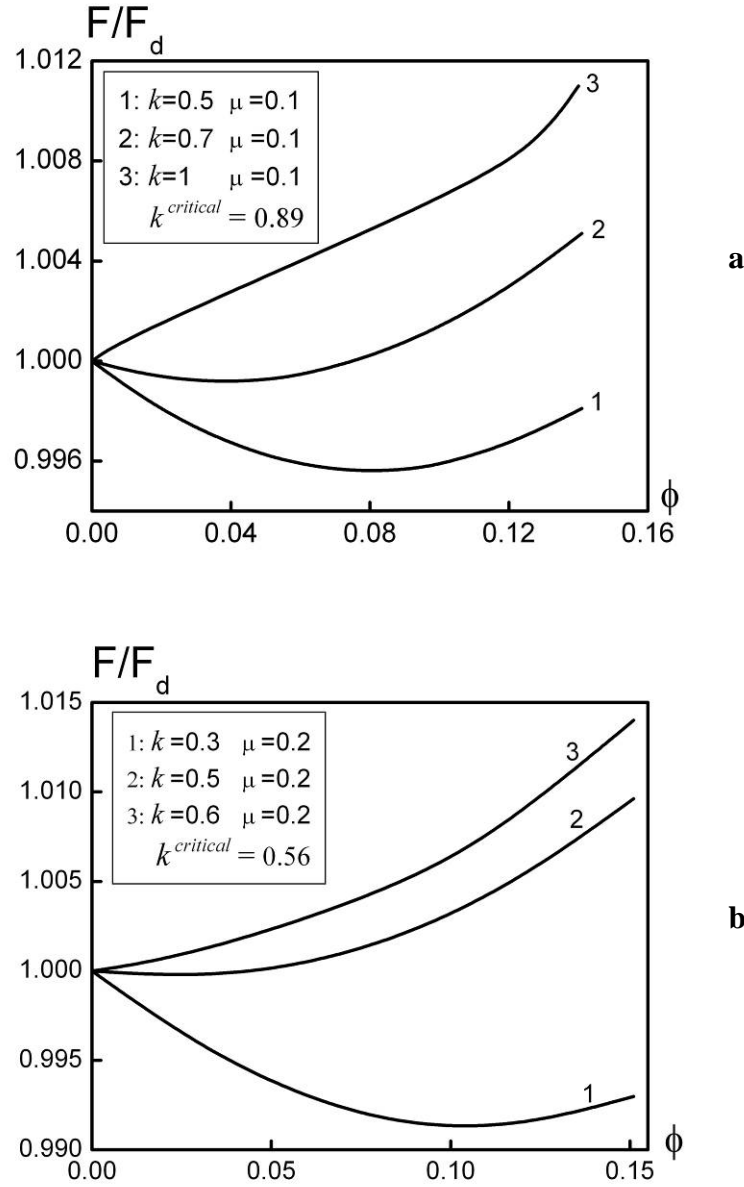 F/F_d
1.012
1: k=0.5 μ=0.1
2: k=0.7 μ=0.1
3: k=1 μ=0.1
k^critical = 0.89
3
1.008
2
1.004
a
1.000
1
0.996
ϕ
0.00 0.04 0.08 0.12 0.16
F/F_d
1.015
1: k=0.3 μ=0.2
2: k=0.5 μ=0.2
3: k=0.6 μ=0.2
k^critical = 0.56
3
1.010
2
1.005
b
1.000
0.995
1
0.990
ϕ
0.00 0.05 0.10 0.15